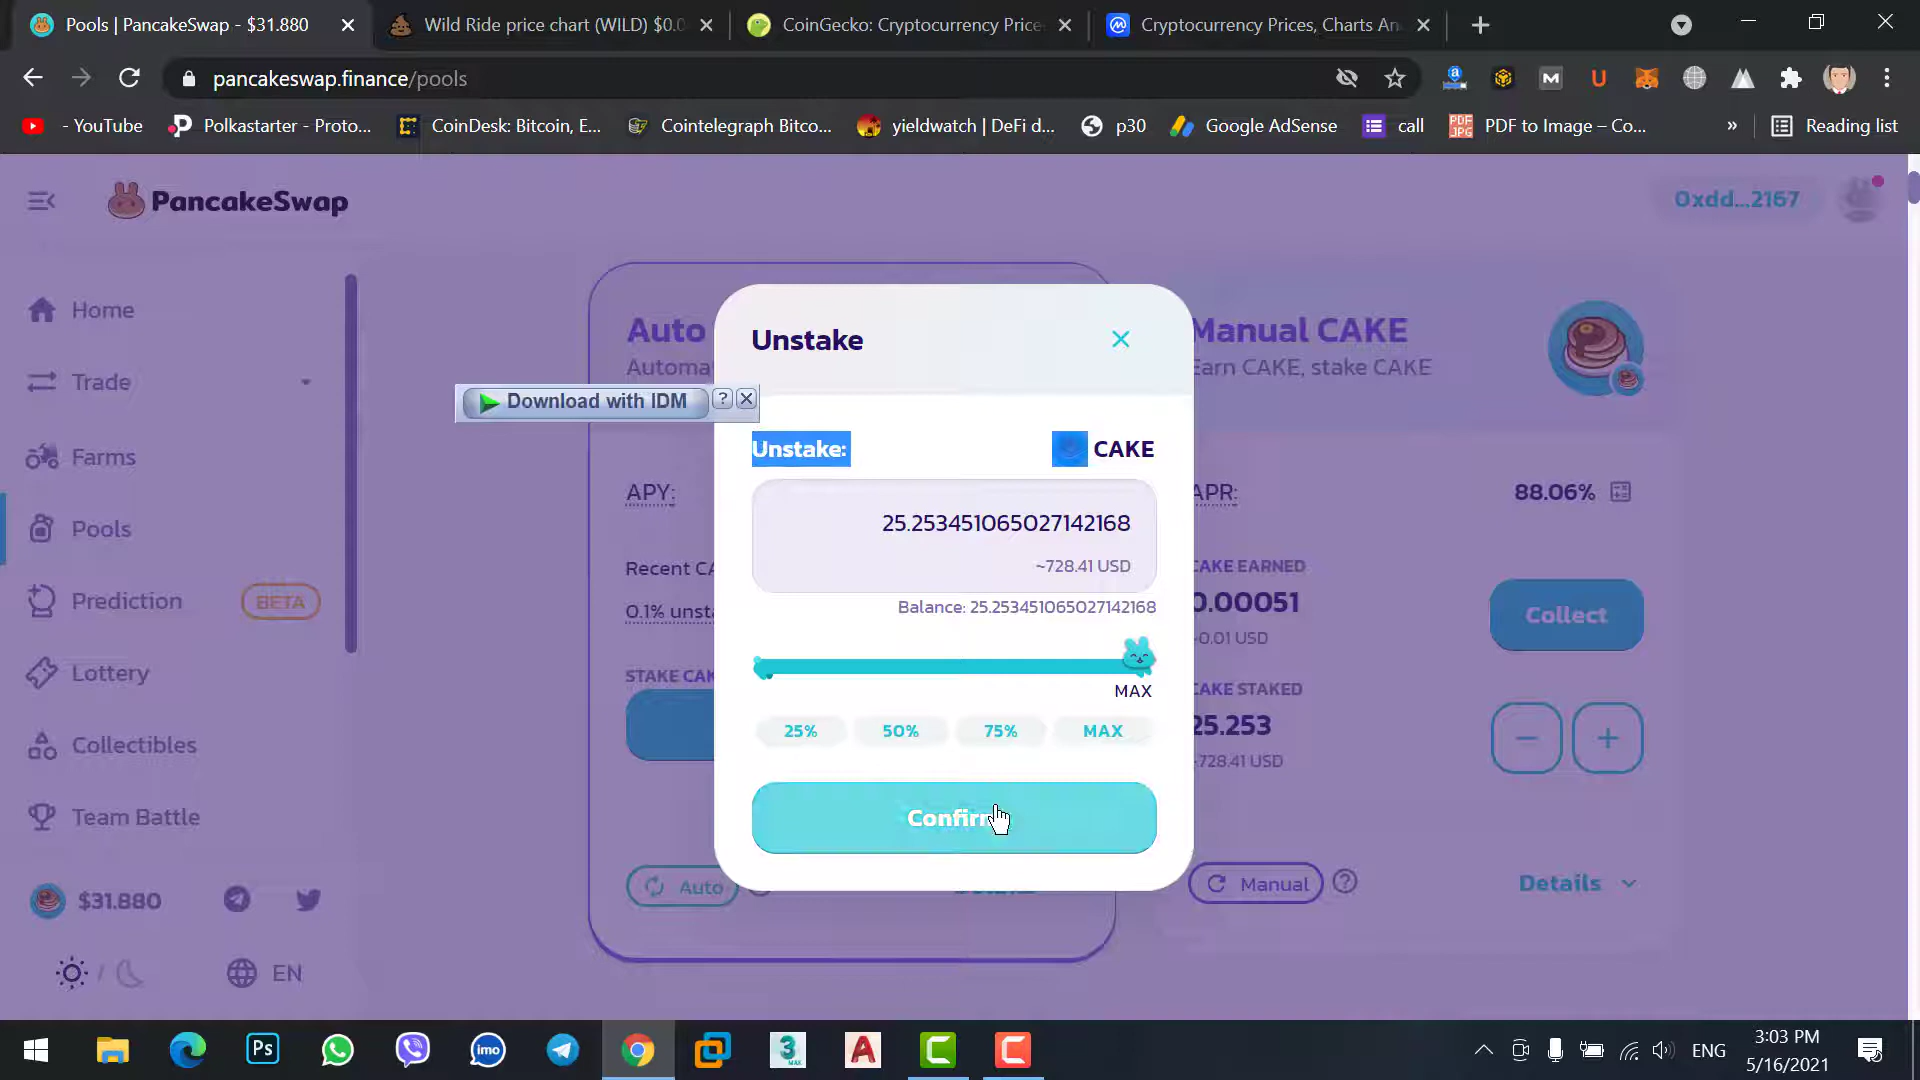 Pools | PancakeSwap - $31.880
Wild Ride price chart (WILD) $0.0
CoinGecko: Cryptocurrency Price
Cryptocurrency Prices, Charts An
pancakeswap.finance/pools
- YouTube
Polkastarter - Proto...
CoinDesk: Bitcoin, E...
Cointelegraph Bitco...
yieldwatch | DeFi d...
p30
Google AdSense
call
PDF to Image – Co...
»
Reading list
PancakeSwap
0xdd...2167
Home
Trade
Farms
Pools
Prediction
BETA
Lottery
Collectibles
Team Battle
$31.880
/
EN
Auto
Automa
Download with IDM
?
APY:
Recent CA
0.1% unsta
STAKE CAK
Auto
Unstake
Unstake:
CAKE
25.253451065027142168
~728.41 USD
Balance: 25.253451065027142168
MAX
25%
50%
75%
MAX
Confirm
Manual CAKE
Earn CAKE, stake CAKE
APR:
88.06%
CAKE EARNED
0.00051
~0.01 USD
Collect
CAKE STAKED
25.253
~728.41 USD
Manual
?
Details
Ps
imo
3
MAX
A
C
C
ENG
3:03 PM
5/16/2021